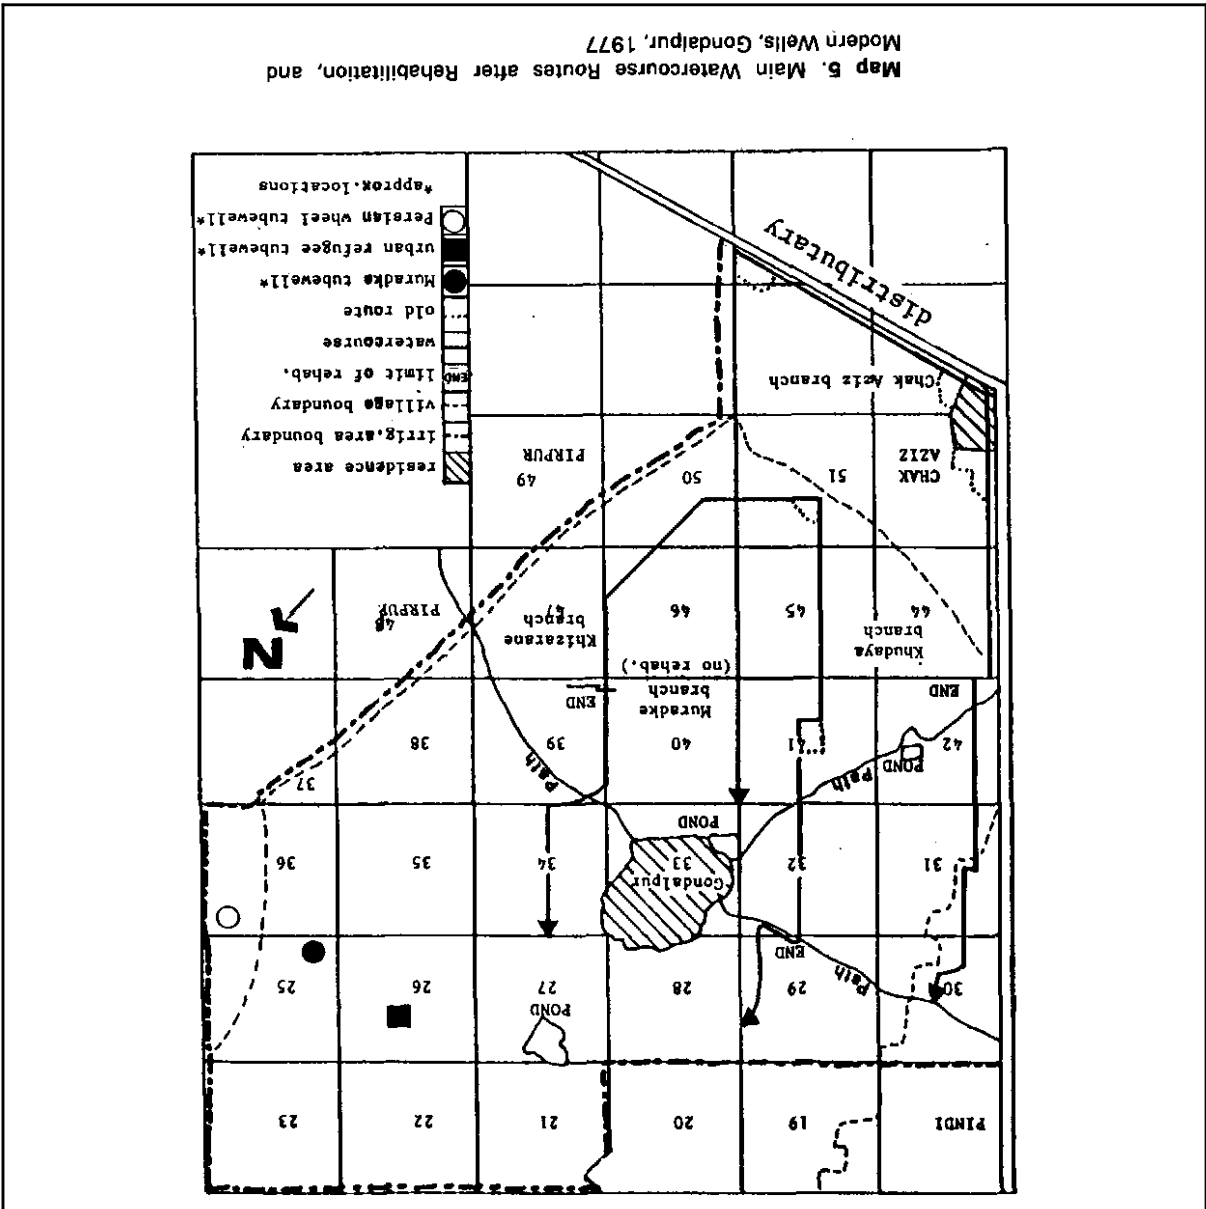 PINDI 19 20 21 22 23
30 29 28 27 26 25
Path
POND
END
31 32 33 34 35 36
Gondalpur
POND
42 41 40 39 38 37
POND
Path
Path
END
Muradke
branch
(no rehab.)
END
44 45 46 47 48
Khudaya
branch
Khizarane
branch
PIRPUR
N
51 50 49
CHAK
AZIZ
PIRPUR
Chak Aziz branch
distributary
residence area
irrig.area boundary
village boundary
END limit of rehab.
watercourse
old route
Muradke tubewell*
urban refugee tubewell*
Persian wheel tubewell*
*approx.locations
Map 5. Main Watercourse Routes after Rehabilitation, and
Modern Wells, Gondalpur, 1977